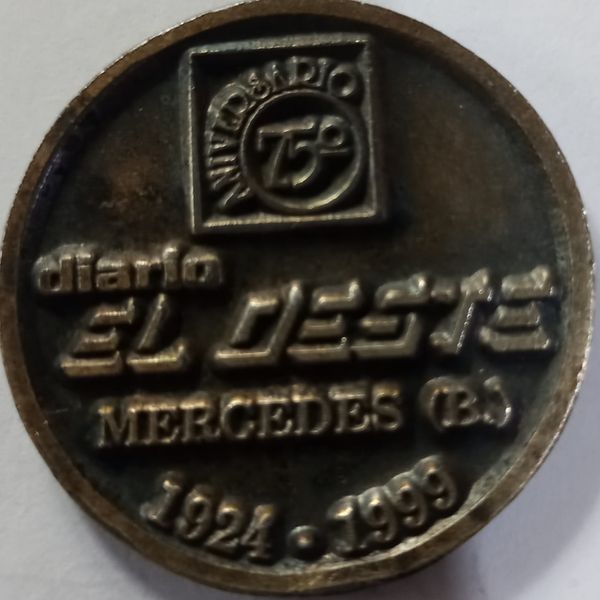 ANIVERSARIO
75º
diario
EL OESTE
MERCEDES (B.)
1924 • 1999